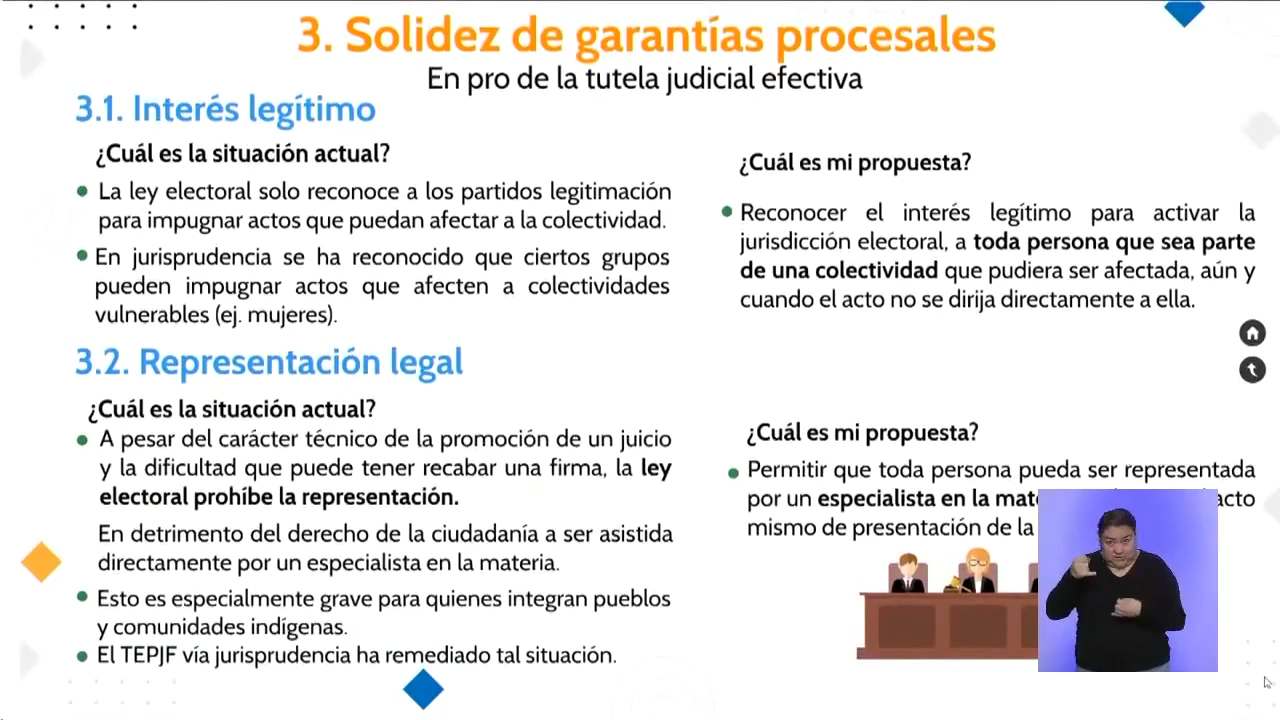 3. Solidez de garantías procesales
En pro de la tutela judicial efectiva
3.1. Interés legítimo
¿Cuál es la situación actual?
La ley electoral solo reconoce a los partidos legitimación
para impugnar actos que puedan afectar a la colectividad.
En jurisprudencia se ha reconocido que ciertos grupos
pueden impugnar actos que afecten a colectividades
vulnerables (ej. mujeres).
¿Cuál es mi propuesta?
Reconocer el interés legítimo para activar la
jurisdicción electoral, a toda persona que sea parte
de una colectividad que pudiera ser afectada, aún y
cuando el acto no se dirija directamente a ella.
3.2. Representación legal
¿Cuál es la situación actual?
A pesar del carácter técnico de la promoción de un juicio
y la dificultad que puede tener recabar una firma, la ley
electoral prohíbe la representación.
En detrimento del derecho de la ciudadanía a ser asistida
directamente por un especialista en la materia.
Esto es especialmente grave para quienes integran pueblos
y comunidades indígenas.
El TEPJF vía jurisprudencia ha remediado tal situación.
¿Cuál es mi propuesta?
Permitir que toda persona pueda ser representada
por un especialista en la acto
mismo de presentación de la